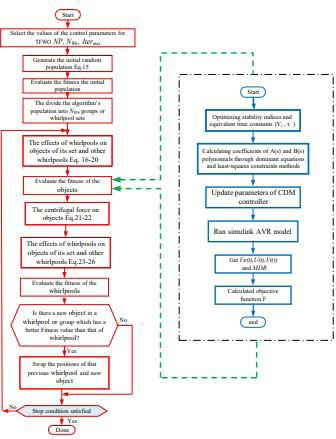 Start
Select the values of the control parameters for
TFWO NP, N_Wh, Iter_max
Generate the initial random
population Eq.15
Evaluate the fitness the initial
population
The divide the algorithm's
population into N_Wh groups or
whirlpool sets
The effects of whirlpools on
objects of its set and other
whirlpools Eq. 16-20
Evaluate the fitness of the
objects
The centrifugal force on
objects Eq.21-22
The effects of whirlpools on
objects of its set and other
whirlpools Eq.23-26
Evaluate the fitness of the
whirlpools
Is there a new object in a
whirlpool or group which has a
better Fitness value than that of
whirlpool?
No
Yes
Swap the positions of that
previous whirlpool and new
object
No
Stop condition satisfied
Yes
Done
Start
Optimizing stability indices and
equivalent time constants
Calculating coefficients of A(s) and B(s)
polynomials through dominant equations
and least-squares constraints methods
Update parameters of CDM
controller
Run simulink AVR model
Get Ve(t),U(t),Vt(t)
and MDR
Calculated objective
function F
end